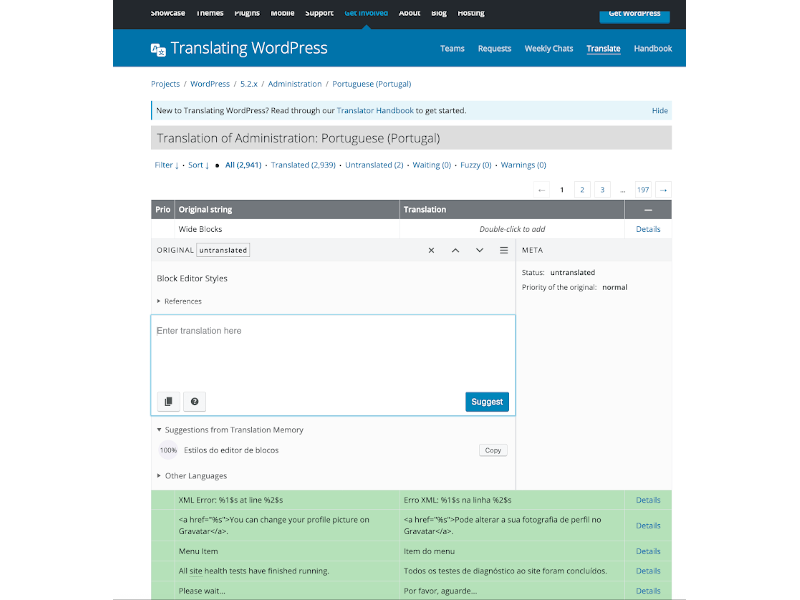 Showcase Themes Plugins Mobile Support Get Involved About Blog Hosting Get WordPress
Translating WordPress Teams Requests Weekly Chats Translate Handbook
Projects / WordPress / 5.2.x / Administration / Portuguese (Portugal)
New to Translating WordPress? Read through our Translator Handbook to get started. Hide
Translation of Administration: Portuguese (Portugal)
Filter ↓ • Sort ↓ • All (2,941) • Translated (2,939) • Untranslated (2) • Waiting (0) • Fuzzy (0) • Warnings (0)
← 1 2 3 … 197 →
Prio Original string Translation —
Wide Blocks Double-click to add Details
ORIGINAL untranslated META
Block Editor Styles
Status: untranslated
Priority of the original: normal
References
Enter translation here
Suggest
Suggestions from Translation Memory
100% Estilos do editor de blocos Copy
Other Languages
XML Error: %1$s at line %2$s Erro XML: %1$s na linha %2$s Details
<a href="%s">You can change your profile picture on
Gravatar</a>.
<a href="%s">Pode alterar a sua fotografia de perfil no
Gravatar</a>.
Details
Menu Item Item do menu Details
All site health tests have finished running. Todos os testes de diagnóstico ao site foram concluídos. Details
Please wait... Por favor, aguarde... Details